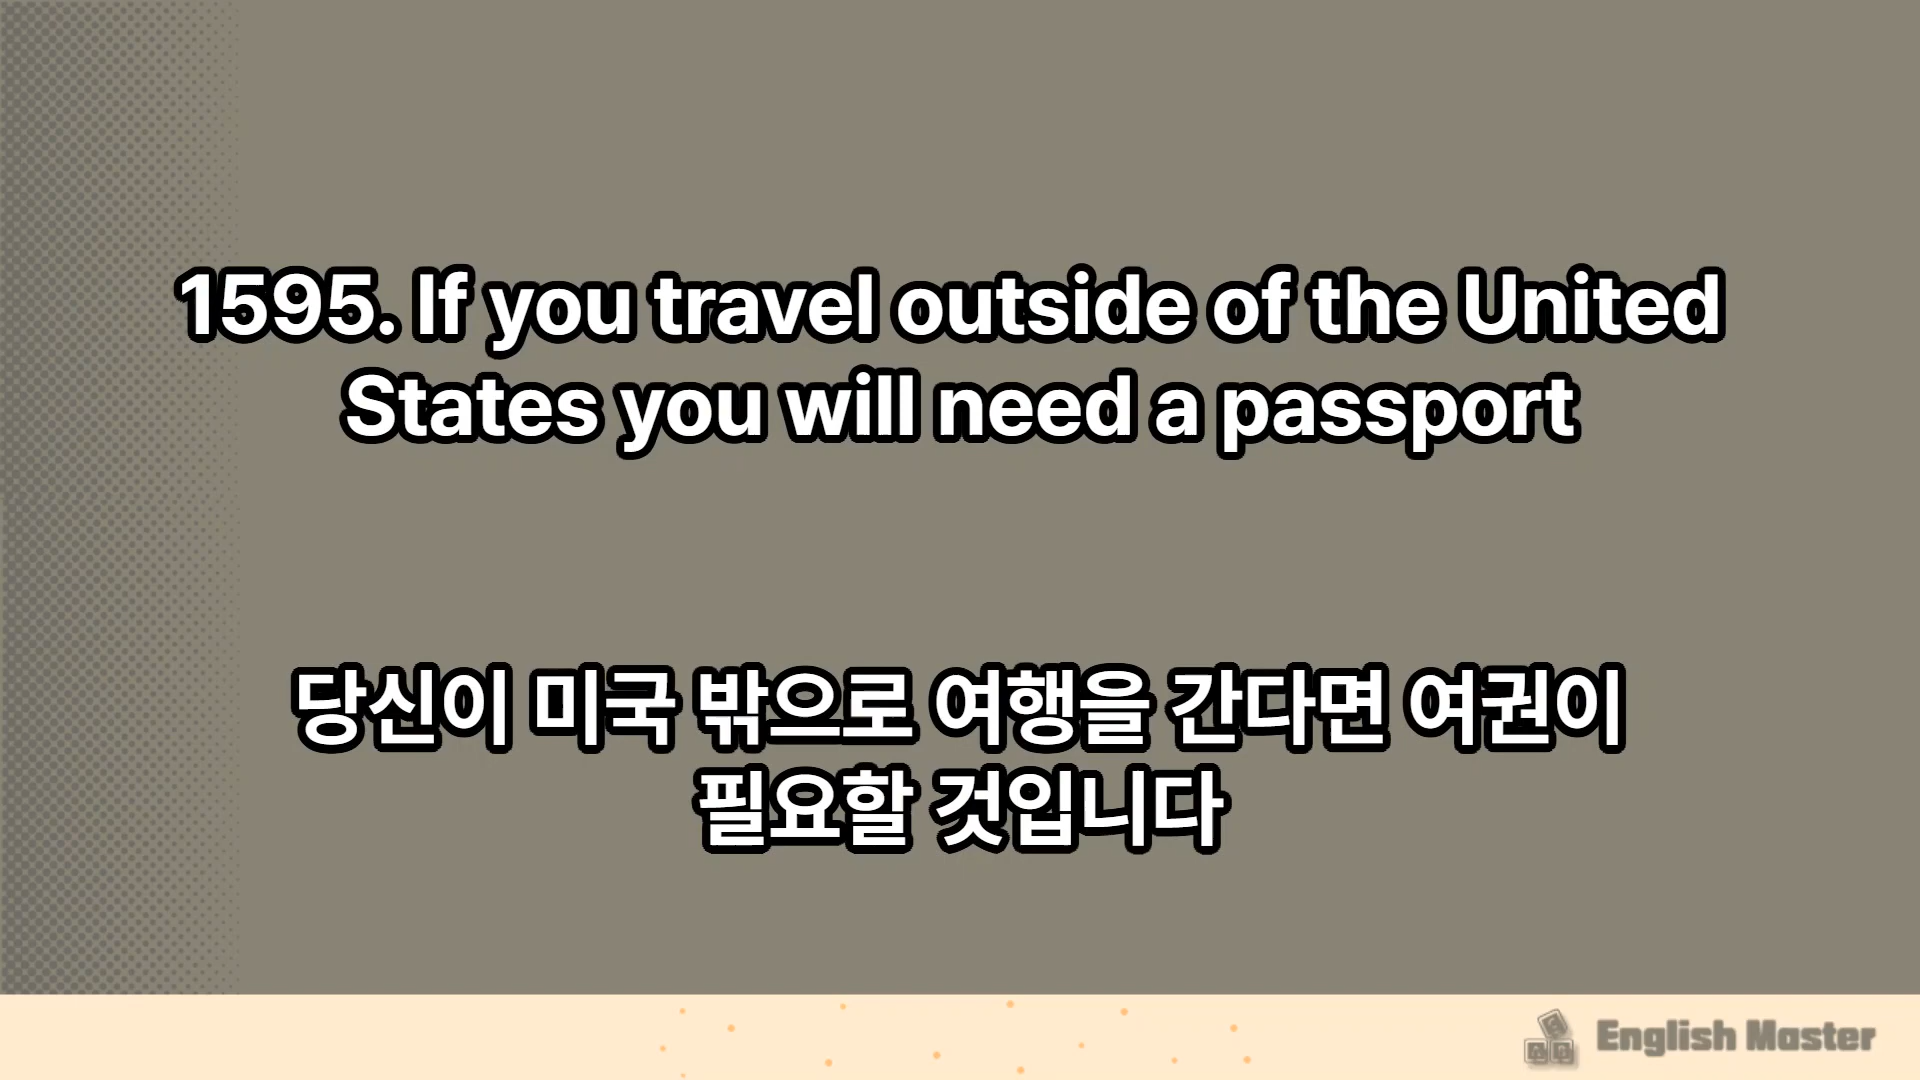 1595. If you travel outside of the United
States you will need a passport
당신이 미국 밖으로 여행을 간다면 여권이
필요할 것입니다
English Master